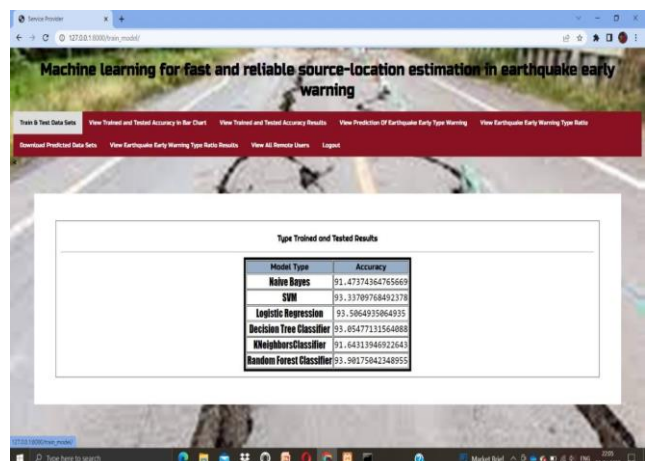 Service Provider
127.0.0.1:8000/train_model/
Machine learning for fast and reliable source-location estimation in earthquake early
warning
Train & Test Data Sets View Trained and Tested Accuracy in Bar Chart View Trained and Tested Accuracy Results View Prediction Of Earthquake Early Type Warning View Earthquake Early Warning Type Ratio
Download Predicted Data Sets View Earthquake Early Warning Type Ratio Results View All Remote Users Logout
Type Trained and Tested Results
Model Type Accuracy
Naive Bayes 91.47374364765669
SVM 93.33709768492378
Logistic Regression 93.5064935064935
Decision Tree Classifier 93.05477131564088
KNeighborsClassifier 91.64313946922643
Random Forest Classifier 93.90175042348955
127.0.0.1:8000/train_model/
Type here to search
Market Brief
ENG